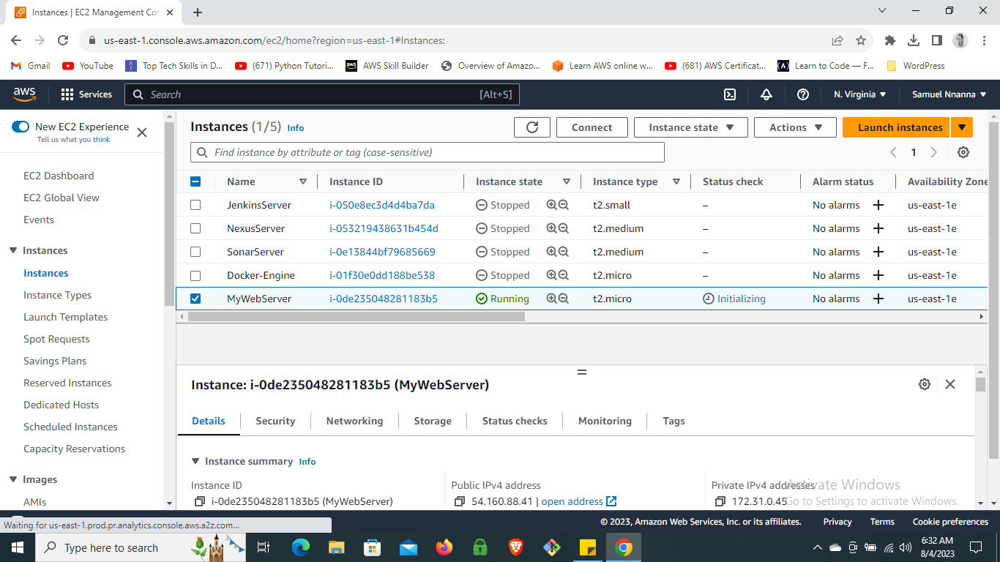 Instances | EC2 Management Con
us-east-1.console.aws.amazon.com/ec2/home?region=us-east-1#Instances:
Gmail YouTube Top Tech Skills in D... (671) Python Tutori... AWS Skill Builder Overview of Amazo... Learn AWS online w... (681) AWS Certificat... Learn to Code — F... WordPress
aws Services Search [Alt+S] N. Virginia Samuel Nnanna
New EC2 Experience
Tell us what you think
EC2 Dashboard
EC2 Global View
Events
Instances
Instances
Instance Types
Launch Templates
Spot Requests
Savings Plans
Reserved Instances
Dedicated Hosts
Scheduled Instances
Capacity Reservations
Images
AMIs
Instances (1/5) Info Connect Instance state Actions Launch instances
Find instance by attribute or tag (case-sensitive) 1
Name Instance ID Instance state Instance type Status check Alarm status Availability Zone
JenkinsServer i-050e8ec3d4d4ba7da Stopped t2.small – No alarms + us-east-1e
NexusServer i-053219438631b454d Stopped t2.medium – No alarms + us-east-1e
SonarServer i-0e13844bf79685669 Stopped t2.medium – No alarms + us-east-1e
Docker-Engine i-01f30e0dd188be538 Stopped t2.micro – No alarms + us-east-1e
MyWebServer i-0de235048281183b5 Running t2.micro Initializing No alarms + us-east-1e
Instance: i-0de235048281183b5 (MyWebServer)
Details Security Networking Storage Status checks Monitoring Tags
Instance summary Info
Instance ID Public IPv4 address Private IPv4 addresses
i-0de235048281183b5 (MyWebServer) 54.160.88.41 | open address 172.31.0.45
Activate Windows
Go to Settings to activate Windows.
Waiting for us-east-1.prod.pr.analytics.console.aws.a2z.com...
© 2023, Amazon Web Services, Inc. or its affiliates. Privacy Terms Cookie preferences
Type here to search
6:32 AM
8/4/2023